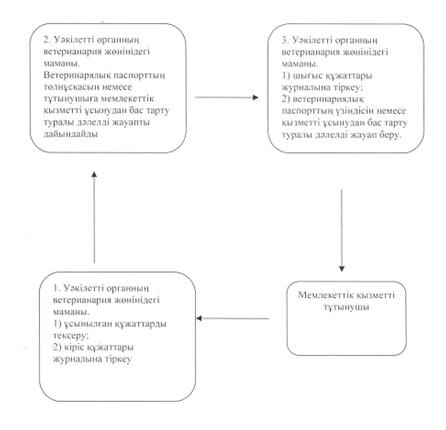 2. Уәкілетті органның
ветеринария жөніндегі
маманы.
Ветеринарялық паспорттың
төлнұсқасын немесе
тұтынушыға мемлекеттік
қызметті ұсынудан бас тарту
туралы дәлелді жауапты
дайындайды
3. Уәкілетті органның
ветеринария жөніндегі
маманы.
1) шығыс құжаттары
журналына тіркеу;
2) ветеринариялық
паспорттың үзіндісін немесе
қызметті ұсынудан бас тарту
туралы дәлелді жауап беру.
1. Уәкілетті органның
ветеринария жөніндегі
маманы.
1) ұсынылған құжаттарды
тексеру;
2) кіріс құжаттары
журналына тіркеу
Мемлекеттік қызметті
тұтынушы